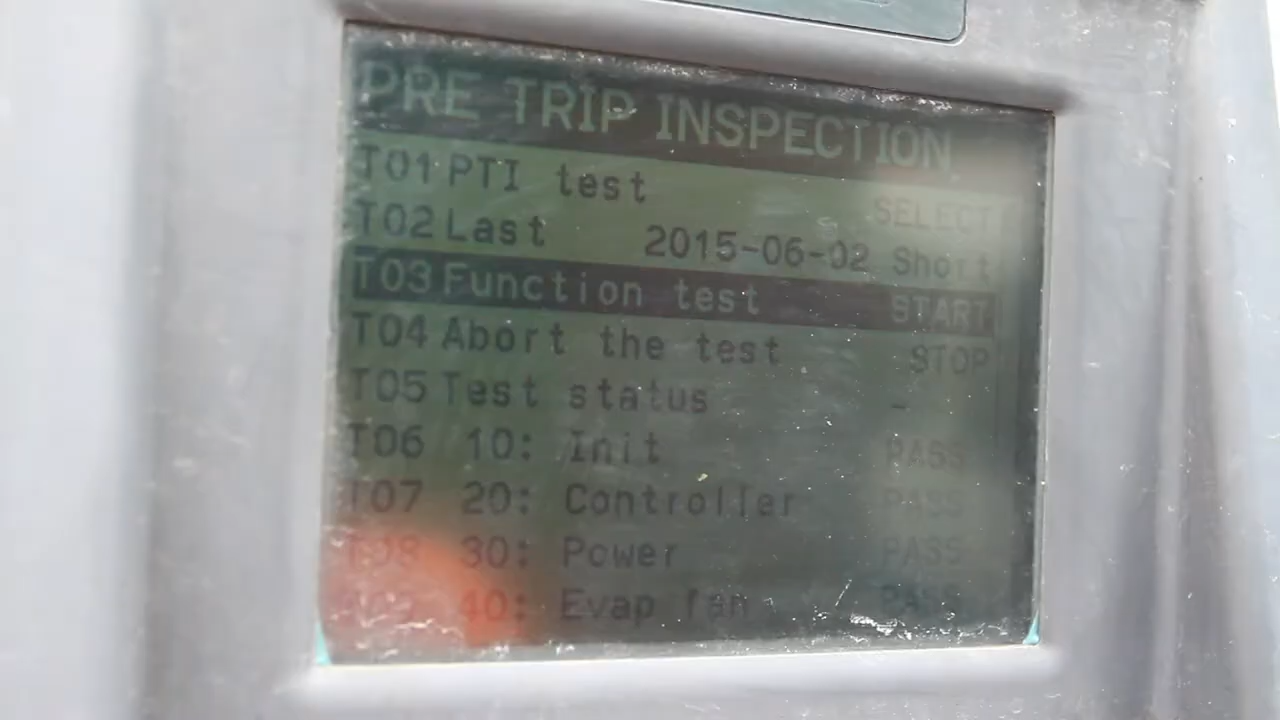 PRE TRIP INSPECTION
T01 PTI test SELECT
T02 Last 2015-06-02 Short
T03 Function test START
T04 Abort the test STOP
T05 Test status -
T06 10: Init PASS
T07 20: Controller PASS
T08 30: Power PASS
40: Evap fan PASS